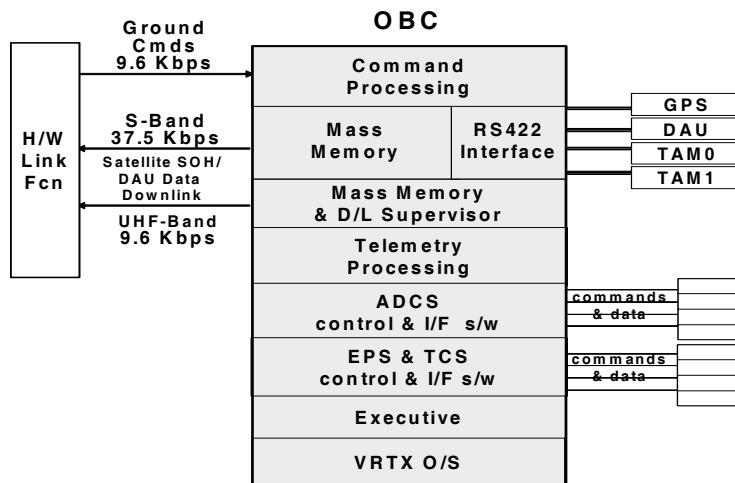 OBC
Ground
Cmds
9.6 Kbps
S-Band
37.5 Kbps
Satellite SOH/
DAU Data
Downlink
UHF-Band
9.6 Kbps
H/W
Link
Fcn
Command
Processing
Mass
Memory
RS422
Interface
Mass Memory
& D/L Supervisor
Telemetry
Processing
ADCS
control & I/F s/w
EPS & TCS
control & I/F s/w
Executive
VRTX O/S
GPS
DAU
TAM0
TAM1
commands
& data
commands
& data